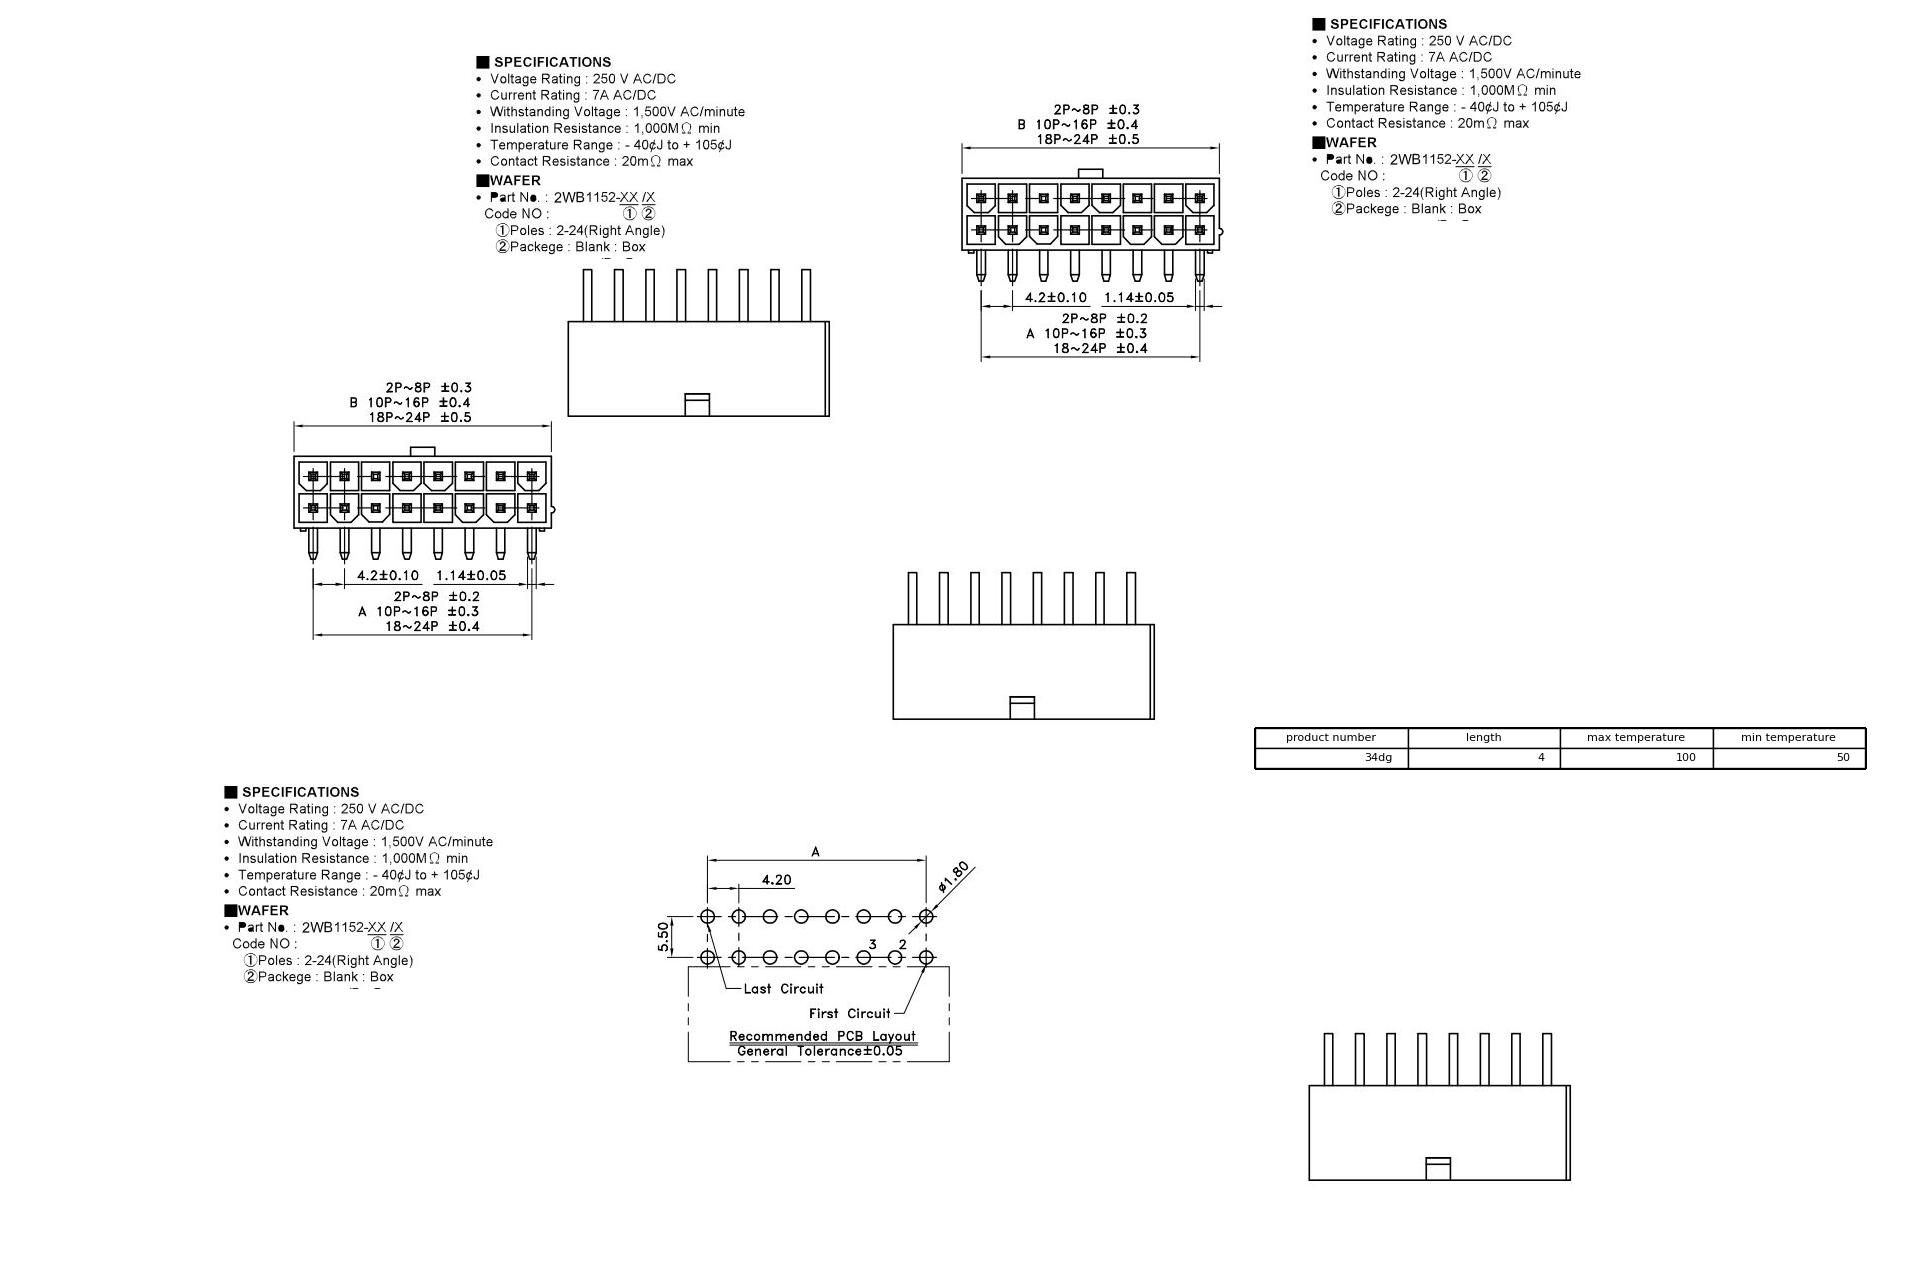 ■ SPECIFICATIONS
• Voltage Rating : 250 V AC/DC
• Current Rating : 7A AC/DC
• Withstanding Voltage : 1,500V AC/minute
• Insulation Resistance : 1,000MΩ min
• Temperature Range : - 40¢J to + 105¢J
• Contact Resistance : 20mΩ max
■WAFER
• Part No. : 2WB1152-XX /X
Code NO : ① ②
①Poles : 2-24(Right Angle)
②Packege : Blank : Box
■ SPECIFICATIONS
• Voltage Rating : 250 V AC/DC
• Current Rating : 7A AC/DC
• Withstanding Voltage : 1,500V AC/minute
• Insulation Resistance : 1,000MΩ min
• Temperature Range : - 40¢J to + 105¢J
• Contact Resistance : 20mΩ max
■WAFER
• Part No. : 2WB1152-XX /X
Code NO : ① ②
①Poles : 2-24(Right Angle)
②Packege : Blank : Box
2P~8P ±0.3
B 10P~16P ±0.4
18P~24P ±0.5
4.2±0.10 1.14±0.05
2P~8P ±0.2
A 10P~16P ±0.3
18~24P ±0.4
2P~8P ±0.3
B 10P~16P ±0.4
18P~24P ±0.5
4.2±0.10 1.14±0.05
2P~8P ±0.2
A 10P~16P ±0.3
18~24P ±0.4
product number length max temperature min temperature
34dg 4 100 50
■ SPECIFICATIONS
• Voltage Rating : 250 V AC/DC
• Current Rating : 7A AC/DC
• Withstanding Voltage : 1,500V AC/minute
• Insulation Resistance : 1,000MΩ min
• Temperature Range : - 40¢J to + 105¢J
• Contact Resistance : 20mΩ max
■WAFER
• Part No. : 2WB1152-XX /X
Code NO : ① ②
①Poles : 2-24(Right Angle)
②Packege : Blank : Box
A
4.20
ø1.80
5.50
3 2
Last Circuit
First Circuit
Recommended PCB Layout
General Tolerance±0.05